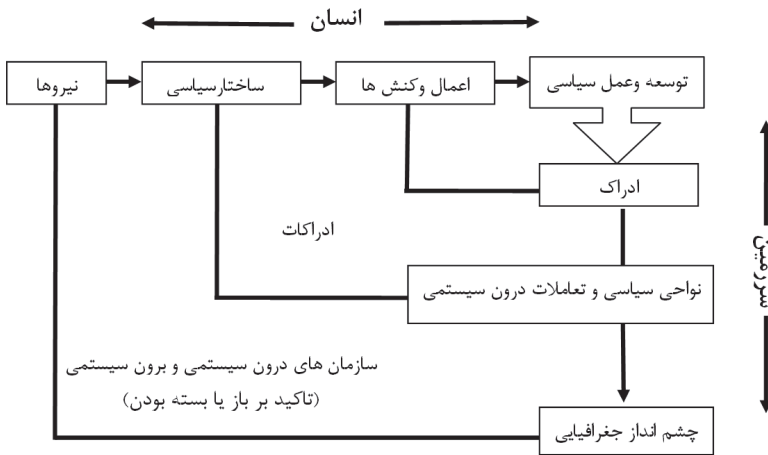 انسان
توسعه وعمل سیاسی
اعمال وکنش ها
ساختارسیاسی
نیروها
ادراک
ادراکات
نواحی سیاسی و تعاملات درون سیستمی
سازمان های درون سیستمی و برون سیستمی
(تاکید بر باز یا بسته بودن)
چشم انداز جغرافیایی
سرزمین